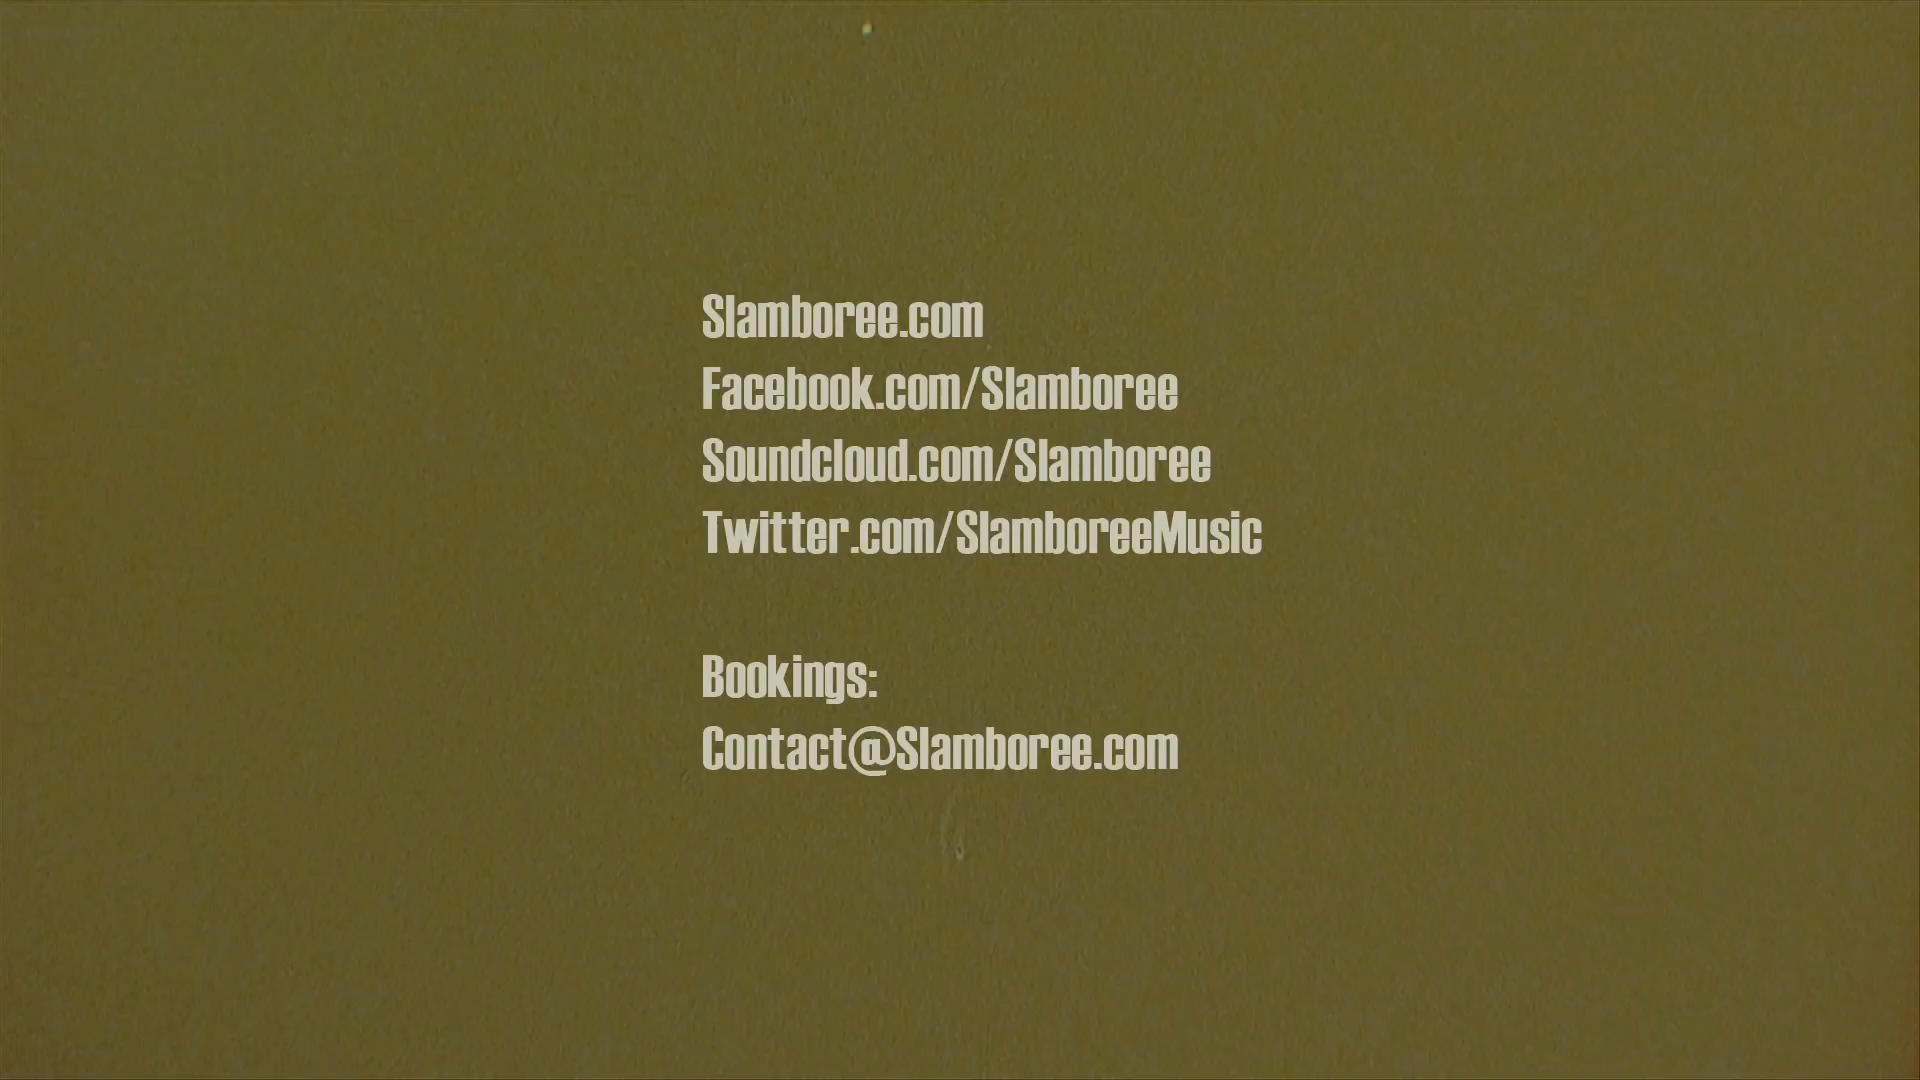 Slamboree.com
Facebook.com/Slamboree
Soundcloud.com/Slamboree
Twitter.com/SlamboreeMusic
Bookings:
Contact@Slamboree.com